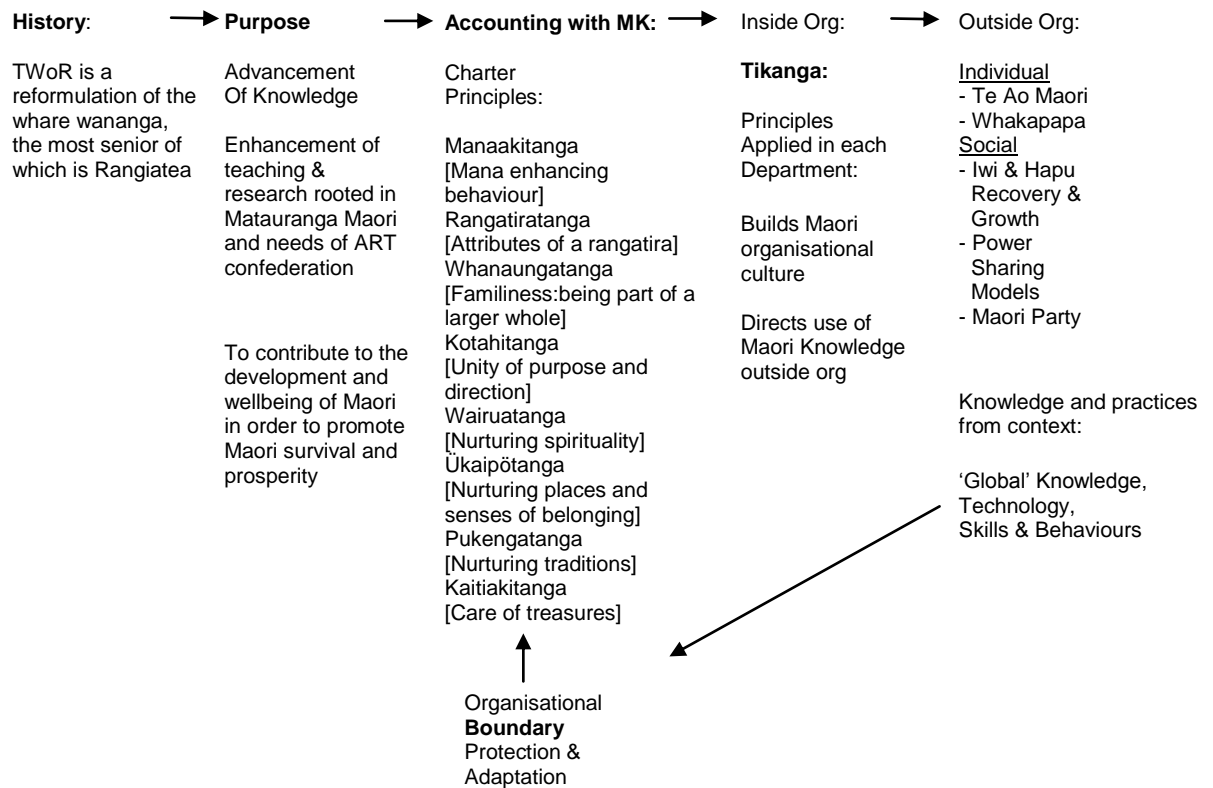 History:
TWoR is a
reformulation of the
whare wananga,
the most senior of
which is Rangiatea
Purpose
Advancement
Of Knowledge
Enhancement of
teaching &
research rooted in
Matauranga Maori
and needs of ART
confederation
To contribute to the
development and
wellbeing of Maori
in order to promote
Maori survival and
prosperity
Accounting with MK:
Charter
Principles:
Manaakitanga
[Mana enhancing
behaviour]
Rangatiratanga
[Attributes of a rangatira]
Whanaungatanga
[Familiness:being part of a
larger whole]
Kotahitanga
[Unity of purpose and
direction]
Wairuatanga
[Nurturing spirituality]
Ükaipötanga
[Nurturing places and
senses of belonging]
Pukengatanga
[Nurturing traditions]
Kaitiakitanga
[Care of treasures]
Organisational
Boundary
Protection &
Adaptation
Inside Org:
Tikanga:
Principles
Applied in each
Department:
Builds Maori
organisational
culture
Directs use of
Maori Knowledge
outside org
Outside Org:
Individual
- Te Ao Maori
- Whakapapa
Social
- Iwi & Hapu
Recovery &
Growth
- Power
Sharing
Models
- Maori Party
Knowledge and practices
from context:
‘Global’ Knowledge,
Technology,
Skills & Behaviours